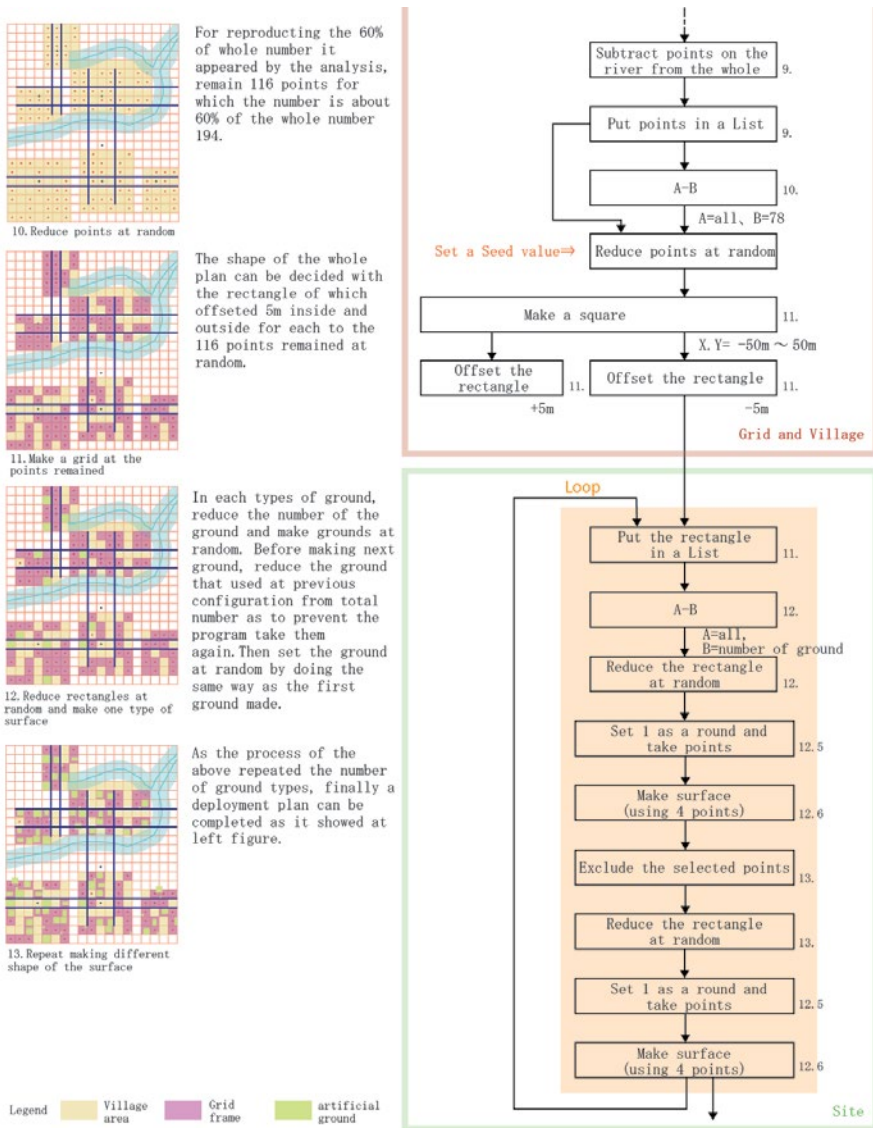 For reproducting the 60%
of whole number it
appeared by the analysis,
remain 116 points for
which the number is about
60% of the whole number
194.
10.Reduce points at random
The shape of the whole
plan can be decided with
the rectangle of which
offseted 5m inside and
outside for each to the
116 points remained at
random.
11.Make a grid at the
points remained
In each types of ground,
reduce the number of the
ground and make grounds at
random. Before making next
ground, reduce the ground
that used at previous
configuration from total
number as to prevent the
program take them
again.Then set the ground
at random by doing the
same way as the first
ground made.
12.Reduce rectangles at
random and make one type of
surface
As the process of the
above repeated the number
of ground types, finally a
deployment plan can be
completed as it showed at
left figure.
13.Repeat making different
shape of the surface
Legend
Village
area
Grid
frame
artificial
ground
Subtract points on the
river from the whole
9.
Put points in a List
9.
A-B
10.
A=all、B=78
Set a Seed value⇒
Reduce points at random
Make a square
11.
X.Y= -50m ～ 50m
Offset the
rectangle
11.
+5m
Offset the rectangle
11.
-5m
Grid and Village
Loop
Put the rectangle
in a List
11.
A-B
12.
A=all,
B=number of ground
Reduce the rectangle
at random
12.
Set 1 as a round and
take points
12.5
Make surface
(using 4 points)
12.6
Exclude the selected points
13.
Reduce the rectangle
at random
13.
Set 1 as a round and
take points
12.5
Make surface
(using 4 points)
12.6
Site